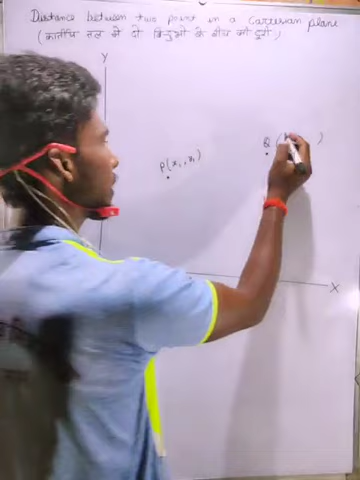 Distance between two point in a Cartesian plane
(कार्तीय तल में दो बिन्दुओं के बीच की दूरी)
Y
Q (
P(x₁, y₁)
X